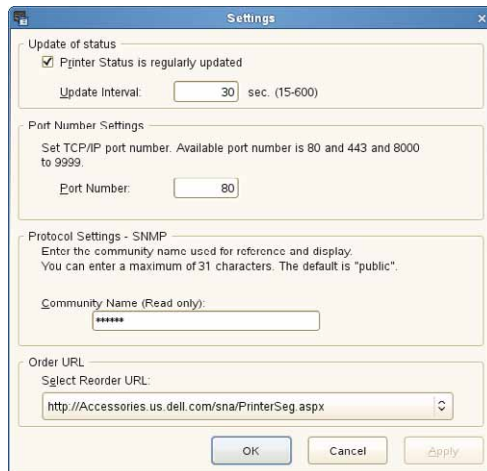 Settings
Update of status
Printer Status is regularly updated
Update Interval: 30 sec. (15-600)
Port Number Settings
Set TCP/IP port number. Available port number is 80 and 443 and 8000
to 9999.
Port Number: 80
Protocol Settings - SNMP
Enter the community name used for reference and display.
You can enter a maximum of 31 characters. The default is "public".
Community Name (Read only):
******
Order URL
Select Reorder URL:
http://Accessories.us.dell.com/sna/PrinterSeg.aspx
OK Cancel Apply